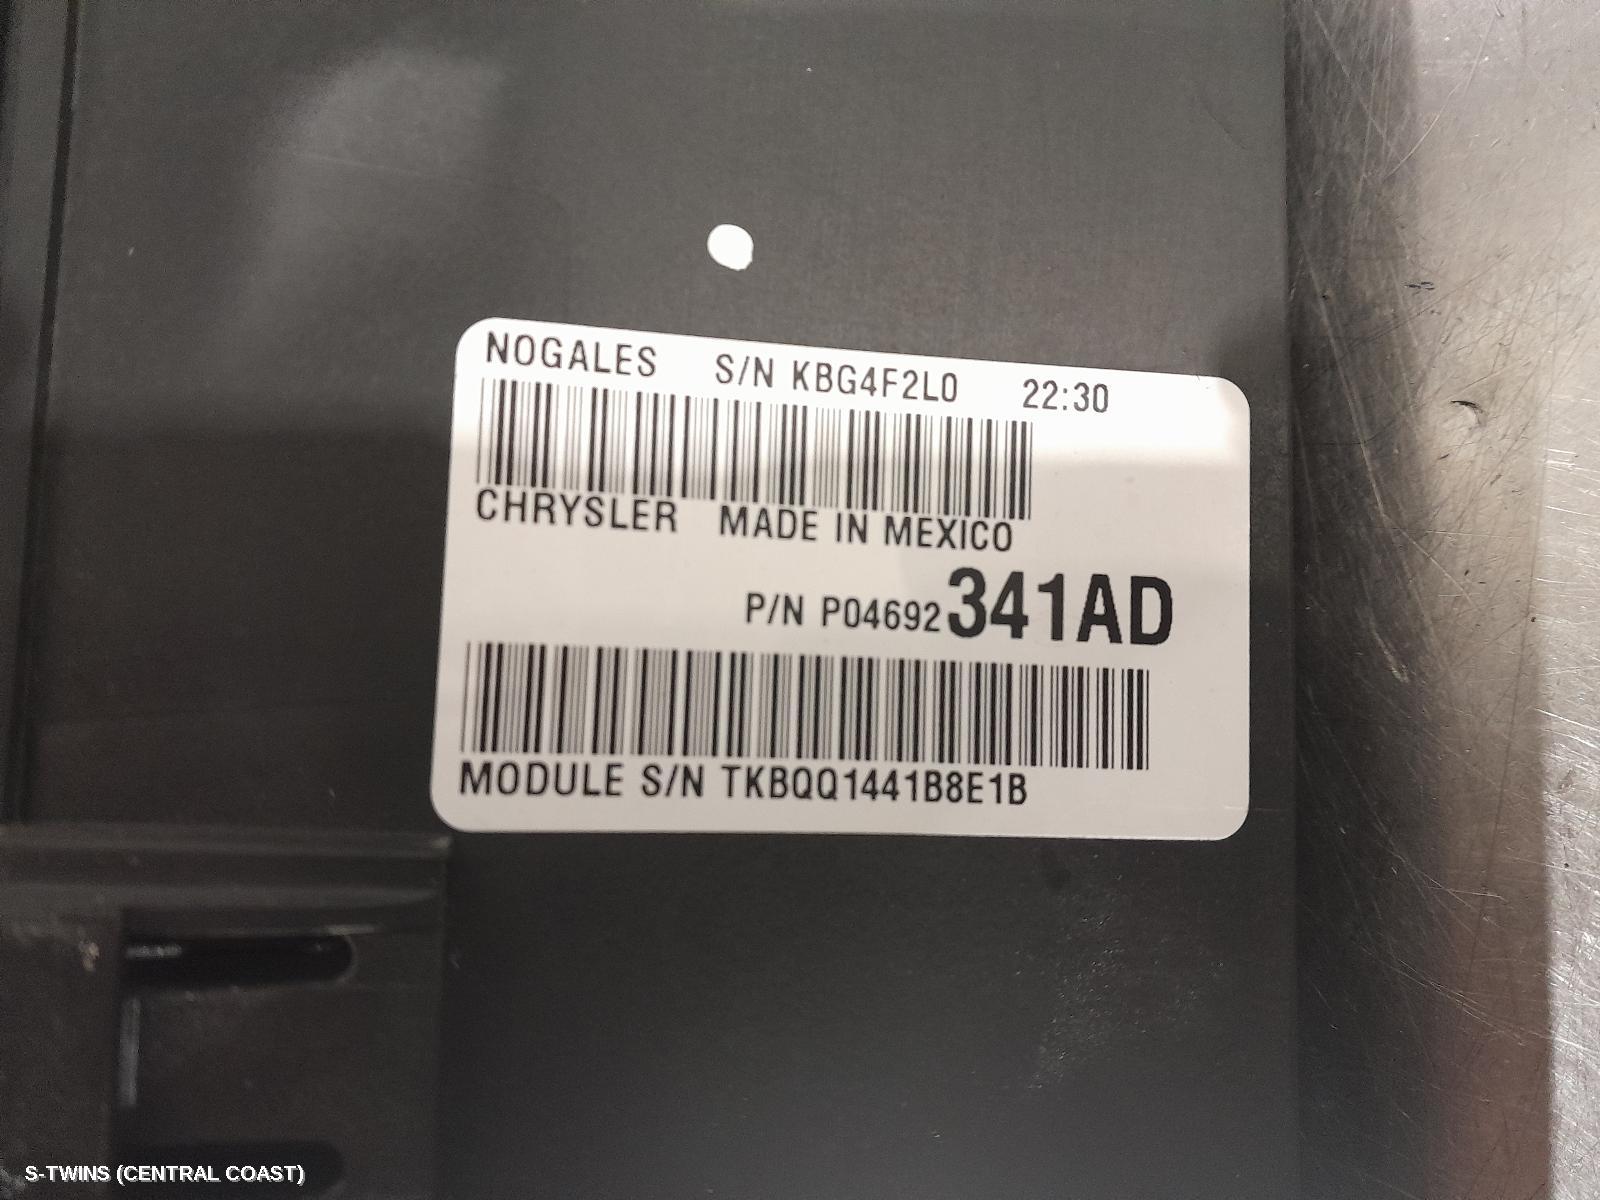 NOGALES S/N KBG4F2L0 22:30
CHRYSLER MADE IN MEXICO
P/N P04692341AD
MODULE S/N TKBQQ1441B8E1B
S-TWINS (CENTRAL COAST)